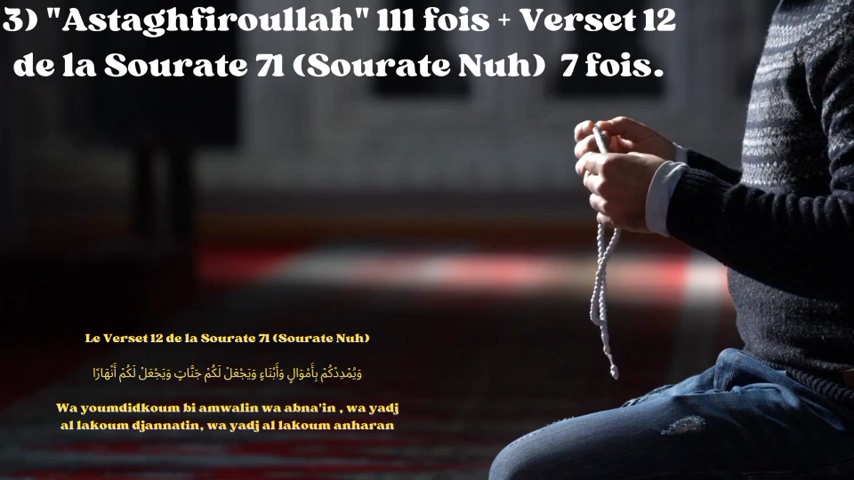 3) "Astaghfiroullah" 111 fois + Verset 12
de la Sourate 71 (Sourate Nuh) 7 fois.
Le Verset 12 de la Sourate 71 (Sourate Nuh)
وَيُمْدِدْكُمْ بِأَمْوَالٍ وَأَبْنَاءٍ وَيَجْعَلْ لَكُمْ جَنَّاتٍ وَيَجْعَلْ لَكُمْ أَنْهَارًا
Wa youmdidkoum bi amwalin wa abna'in , wa yadj
al lakoum djannatin, wa yadj al lakoum anharan